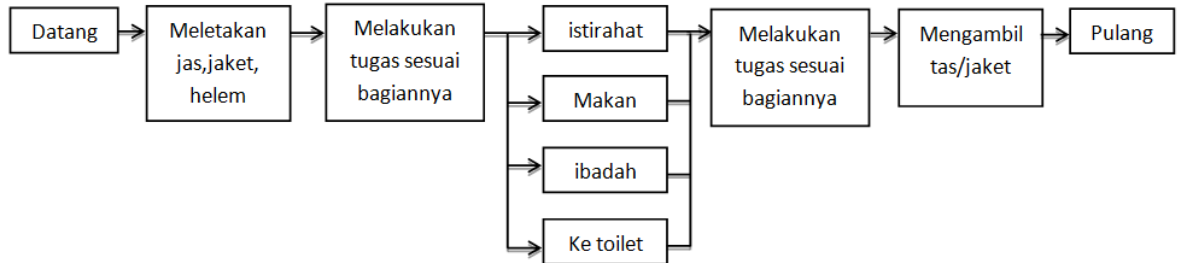 Datang
Meletakan
jas,jaket,
helem
Melakukan
tugas sesuai
bagiannya
istirahat
Makan
ibadah
Ke toilet
Melakukan
tugas sesuai
bagiannya
Mengambil
tas/jaket
Pulang